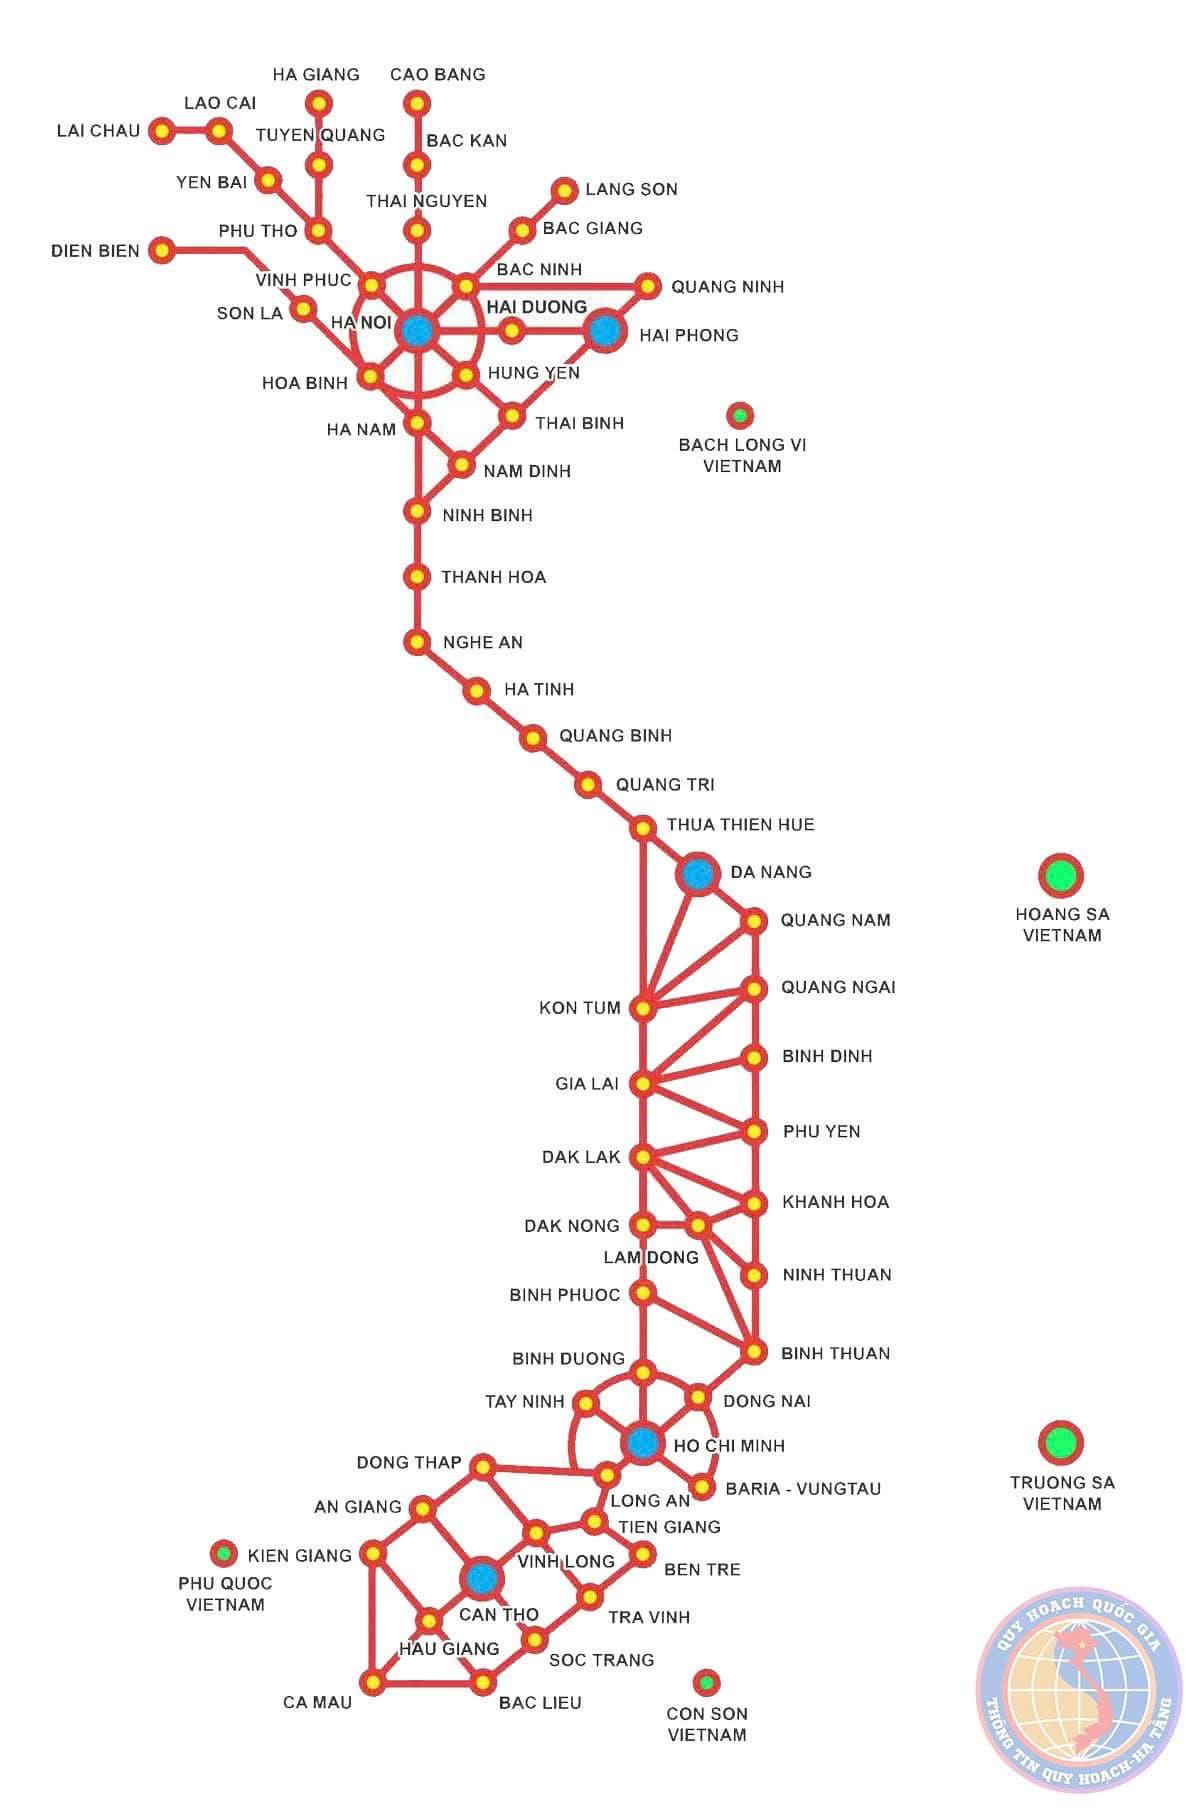 HA GIANG
CAO BANG
LAO CAI
LAI CHAU
TUYEN QUANG
BAC KAN
YEN BAI
LANG SON
THAI NGUYEN
PHU THO
BAC GIANG
DIEN BIEN
BAC NINH
VINH PHUC
QUANG NINH
HAI DUONG
SON LA
HA NOI
HAI PHONG
HUNG YEN
HOA BINH
THAI BINH
HA NAM
BACH LONG VI
VIETNAM
NAM DINH
NINH BINH
THANH HOA
NGHE AN
HA TINH
QUANG BINH
QUANG TRI
THUA THIEN HUE
DA NANG
HOANG SA
VIETNAM
QUANG NAM
QUANG NGAI
KON TUM
BINH DINH
GIA LAI
PHU YEN
DAK LAK
KHANH HOA
DAK NONG
LAM DONG
NINH THUAN
BINH PHUOC
BINH THUAN
BINH DUONG
TAY NINH
DONG NAI
HO CHI MINH
DONG THAP
TRUONG SA
VIETNAM
BARIA - VUNGTAU
LONG AN
AN GIANG
TIEN GIANG
KIEN GIANG
VINH LONG
BEN TRE
PHU QUOC
VIETNAM
CAN THO
TRA VINH
HAU GIANG
SOC TRANG
CA MAU
BAC LIEU
CON SON
VIETNAM
QUY HOẠCH QUỐC GIA
THÔNG TIN QUY HOẠCH-HẠ TẦNG